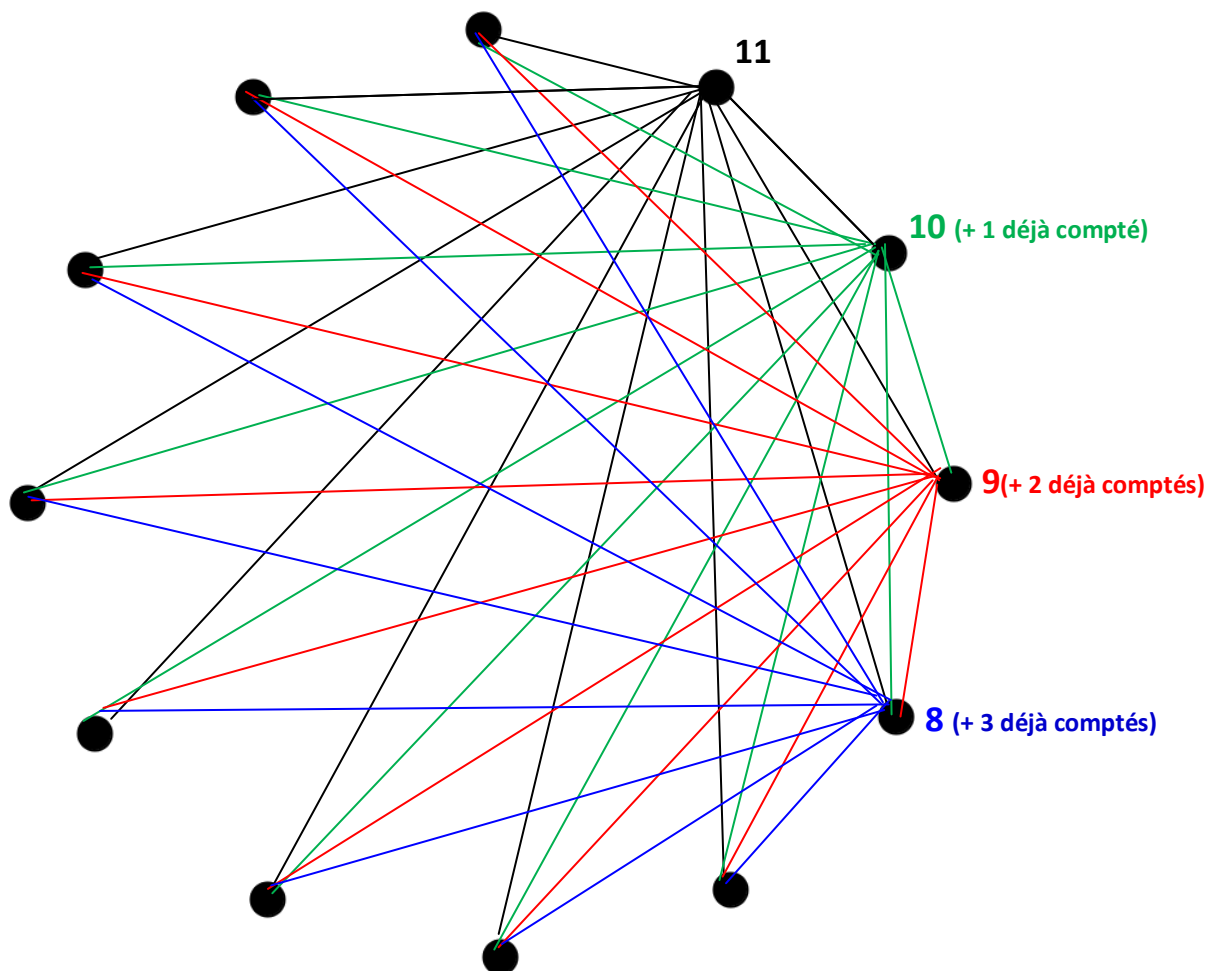 11
10 (+ 1 déjà compté)
9(+ 2 déjà comptés)
8 (+ 3 déjà comptés)